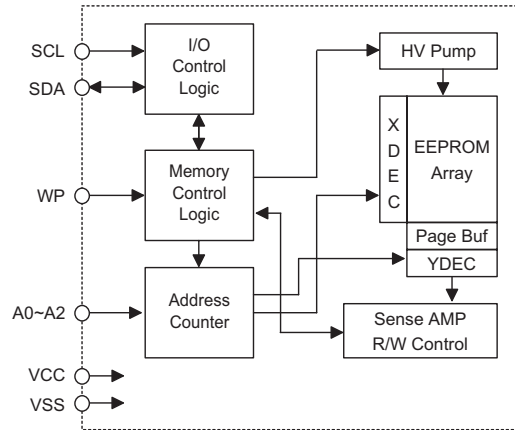 SCL
SDA
WP
A0~A2
VCC
VSS
I/O
Control
Logic
Memory
Control
Logic
Address
Counter
HV Pump
X
D
E
C
EEPROM
Array
Page Buf
YDEC
Sense AMP
R/W Control